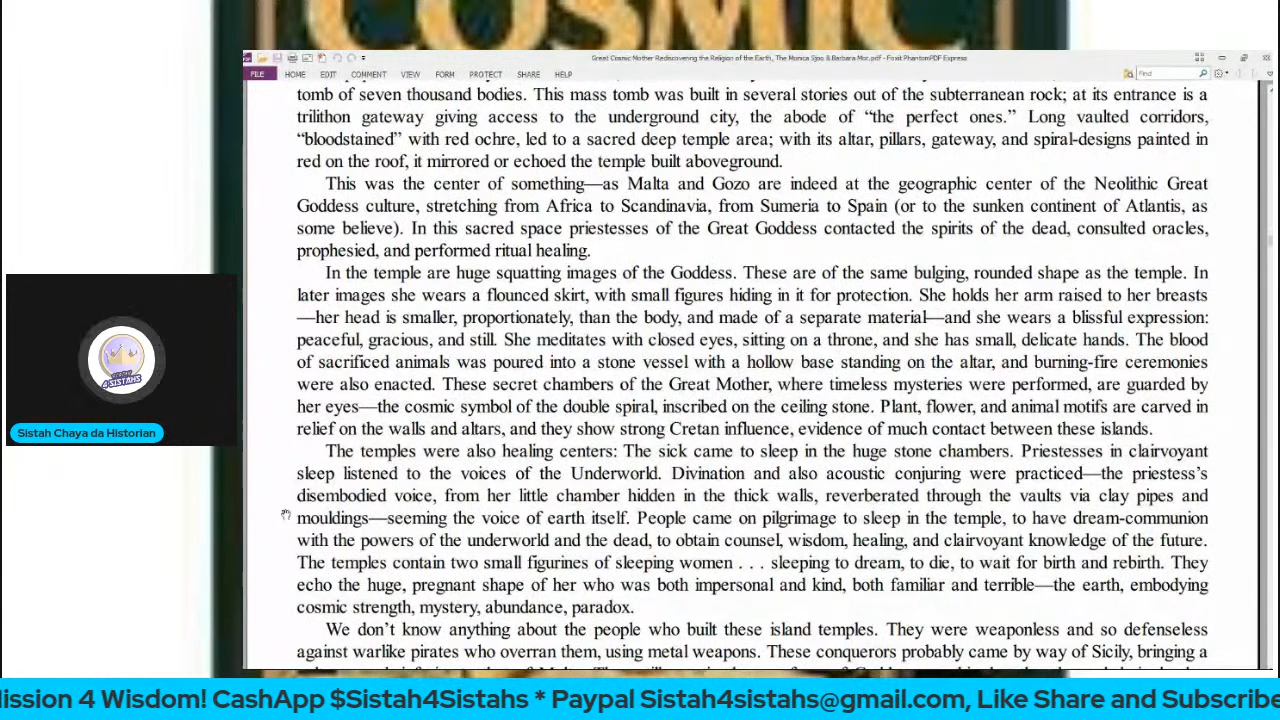 COSMIC
Great Cosmic Mother Rediscovering the Religion of the Earth, The Monica Sjoo & Barbara Mor.pdf - Foxit PhantomPDF Express
FILE HOME EDIT COMMENT VIEW FORM PROTECT SHARE HELP
Find
tomb of seven thousand bodies. This mass tomb was built in several stories out of the subterranean rock; at its entrance is a
trilithon gateway giving access to the underground city, the abode of “the perfect ones.” Long vaulted corridors,
“bloodstained” with red ochre, led to a sacred deep temple area; with its altar, pillars, gateway, and spiral-designs painted in
red on the roof, it mirrored or echoed the temple built aboveground.
This was the center of something—as Malta and Gozo are indeed at the geographic center of the Neolithic Great
Goddess culture, stretching from Africa to Scandinavia, from Sumeria to Spain (or to the sunken continent of Atlantis, as
some believe). In this sacred space priestesses of the Great Goddess contacted the spirits of the dead, consulted oracles,
prophesied, and performed ritual healing.
In the temple are huge squatting images of the Goddess. These are of the same bulging, rounded shape as the temple. In
later images she wears a flounced skirt, with small figures hiding in it for protection. She holds her arm raised to her breasts
—her head is smaller, proportionately, than the body, and made of a separate material—and she wears a blissful expression:
peaceful, gracious, and still. She meditates with closed eyes, sitting on a throne, and she has small, delicate hands. The blood
of sacrificed animals was poured into a stone vessel with a hollow base standing on the altar, and burning-fire ceremonies
were also enacted. These secret chambers of the Great Mother, where timeless mysteries were performed, are guarded by
her eyes—the cosmic symbol of the double spiral, inscribed on the ceiling stone. Plant, flower, and animal motifs are carved in
relief on the walls and altars, and they show strong Cretan influence, evidence of much contact between these islands.
The temples were also healing centers: The sick came to sleep in the huge stone chambers. Priestesses in clairvoyant
sleep listened to the voices of the Underworld. Divination and also acoustic conjuring were practiced—the priestess’s
disembodied voice, from her little chamber hidden in the thick walls, reverberated through the vaults via clay pipes and
mouldings—seeming the voice of earth itself. People came on pilgrimage to sleep in the temple, to have dream-communion
with the powers of the underworld and the dead, to obtain counsel, wisdom, healing, and clairvoyant knowledge of the future.
The temples contain two small figurines of sleeping women . . . sleeping to dream, to die, to wait for birth and rebirth. They
echo the huge, pregnant shape of her who was both impersonal and kind, both familiar and terrible—the earth, embodying
cosmic strength, mystery, abundance, paradox.
We don’t know anything about the people who built these island temples. They were weaponless and so defenseless
against warlike pirates who overran them, using metal weapons. These conquerors probably came by way of Sicily, bringing a
4 SISTAHS
Sistah Chaya da Historian
ission 4 Wisdom! CashApp $Sistah4Sistahs * Paypal Sistah4sistahs@gmail.com, Like Share and Subscribe